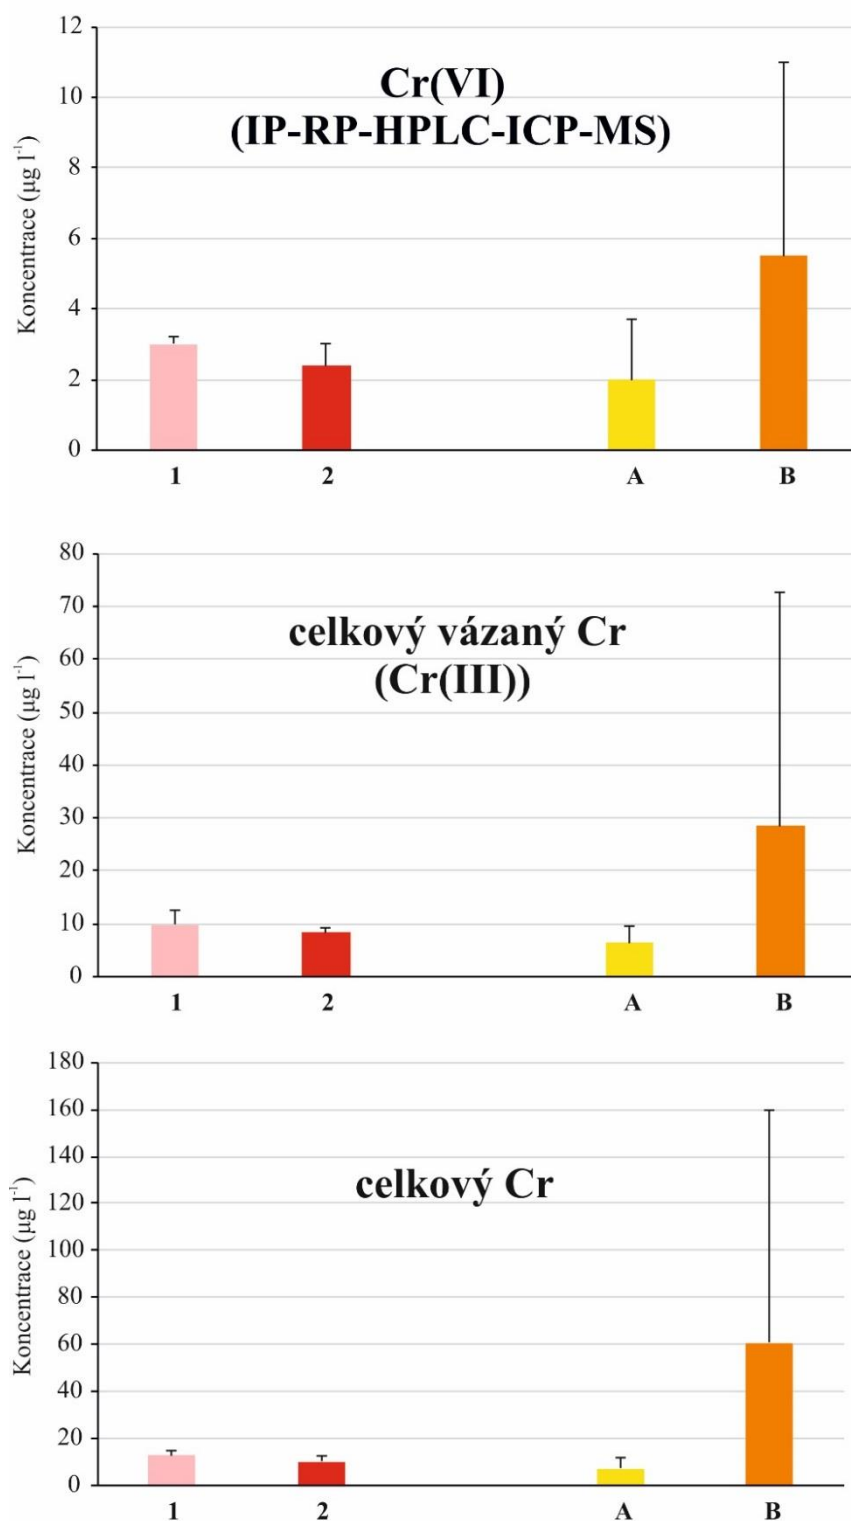 12
10
8
6
4
2
0
Koncentrace (µg l⁻¹)
Cr(VI)
(IP-RP-HPLC-ICP-MS)
1 2 A B
80
70
60
50
40
30
20
10
0
Koncentrace (µg l⁻¹)
celkový vázaný Cr
(Cr(III))
1 2 A B
180
160
140
120
100
80
60
40
20
0
Koncentrace (µg l⁻¹)
celkový Cr
1 2 A B